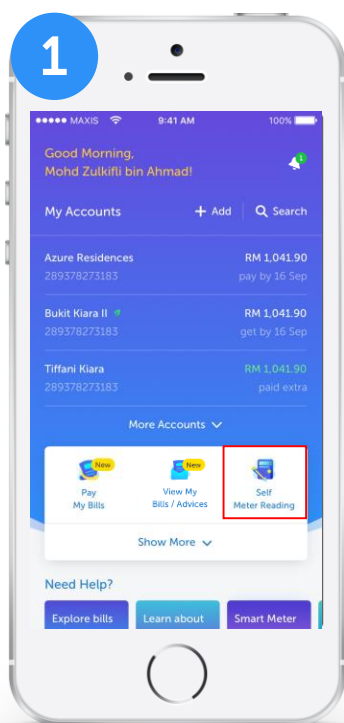 1
MAXIS 9:41 AM 100%
Good Morning,
Mohd Zulkifli bin Ahmad!
1
My Accounts + Add Search
Azure Residences RM 1,041.90
289378273183 pay by 16 Sep
Bukit Kiara II RM 1,041.90
289378273183 get by 16 Sep
Tiffani Kiara RM 1,041.90
289378273183 paid extra
More Accounts
New New
Pay View My Self
My Bills Bills / Advices Meter Reading
Show More
Need Help?
Explore bills Learn about Smart Meter